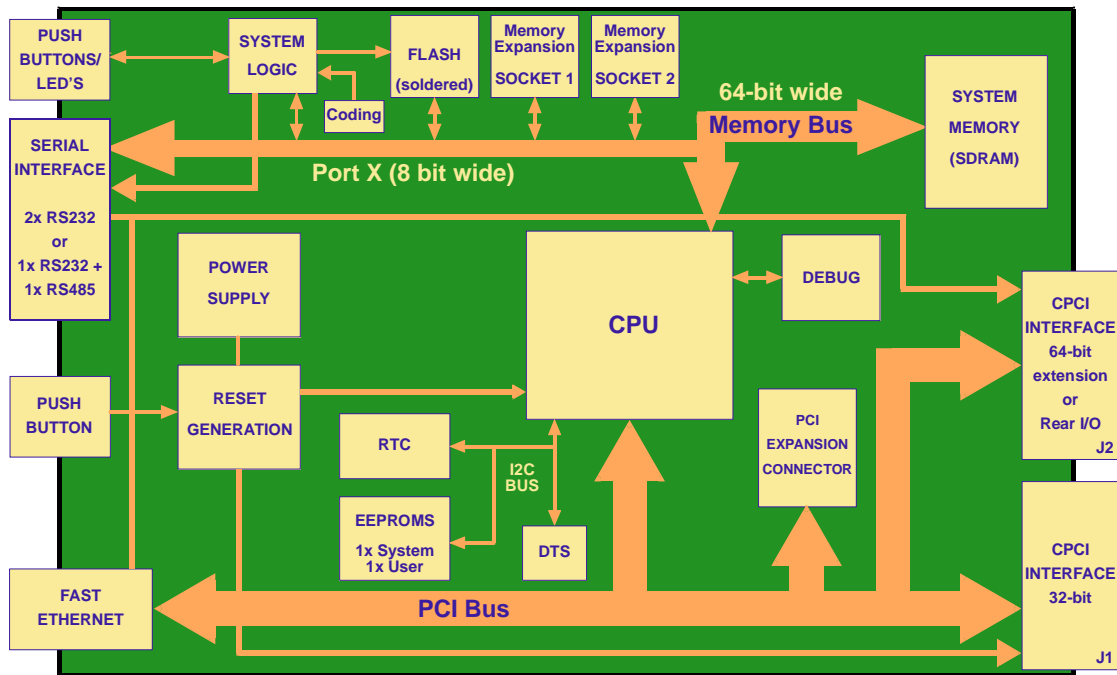 PUSH
BUTTONS/
LED'S
SYSTEM
LOGIC
FLASH
(soldered)
Memory
Expansion
SOCKET 1
Memory
Expansion
SOCKET 2
Coding
64-bit wide
Memory Bus
SYSTEM
MEMORY
(SDRAM)
SERIAL
INTERFACE
2x RS232
or
1x RS232 +
1x RS485
Port X (8 bit wide)
POWER
SUPPLY
CPU
DEBUG
CPCI
INTERFACE
64-bit
extension
or
Rear I/O
J2
PUSH
BUTTON
RESET
GENERATION
RTC
I2C
BUS
PCI
EXPANSION
CONNECTOR
EEPROMS
1x System
1x User
DTS
CPCI
INTERFACE
32-bit
J1
FAST
ETHERNET
PCI Bus